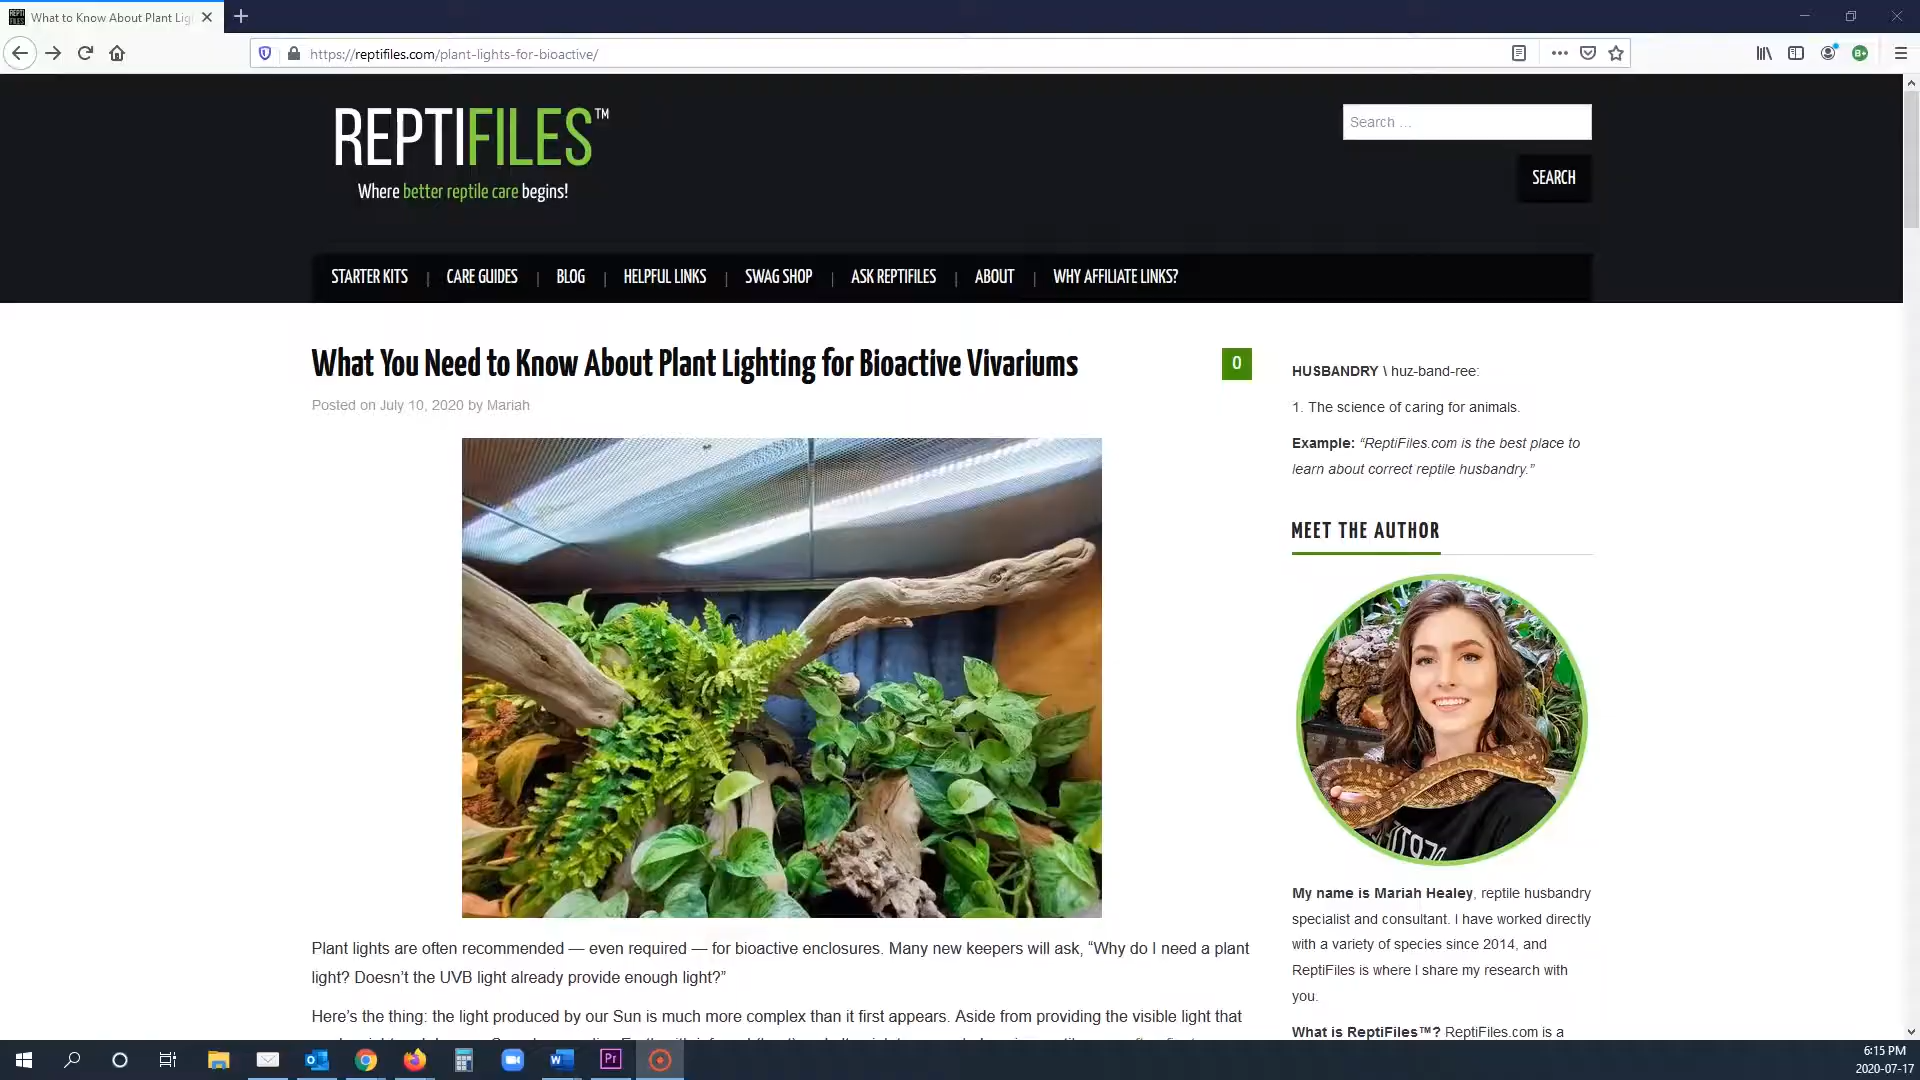 What to Know About Plant Lig
https://reptifiles.com/plant-lights-for-bioactive/
REPTIFILES™
Where better reptile care begins!
Search ...
SEARCH
STARTER KITS | CARE GUIDES | BLOG | HELPFUL LINKS | SWAG SHOP | ASK REPTIFILES | ABOUT | WHY AFFILIATE LINKS?
What You Need to Know About Plant Lighting for Bioactive Vivariums
0
Posted on July 10, 2020 by Mariah
Plant lights are often recommended — even required — for bioactive enclosures. Many new keepers will ask, “Why do I need a plant
light? Doesn’t the UVB light already provide enough light?”
Here’s the thing: the light produced by our Sun is much more complex than it first appears. Aside from providing the visible light that
HUSBANDRY \ huz-band-ree:
1. The science of caring for animals.
Example: “ReptiFiles.com is the best place to
learn about correct reptile husbandry.”
MEET THE AUTHOR
My name is Mariah Healey, reptile husbandry
specialist and consultant. I have worked directly
with a variety of species since 2014, and
ReptiFiles is where I share my research with
you.
What is ReptiFiles™? ReptiFiles.com is a
6:15 PM
2020-07-17